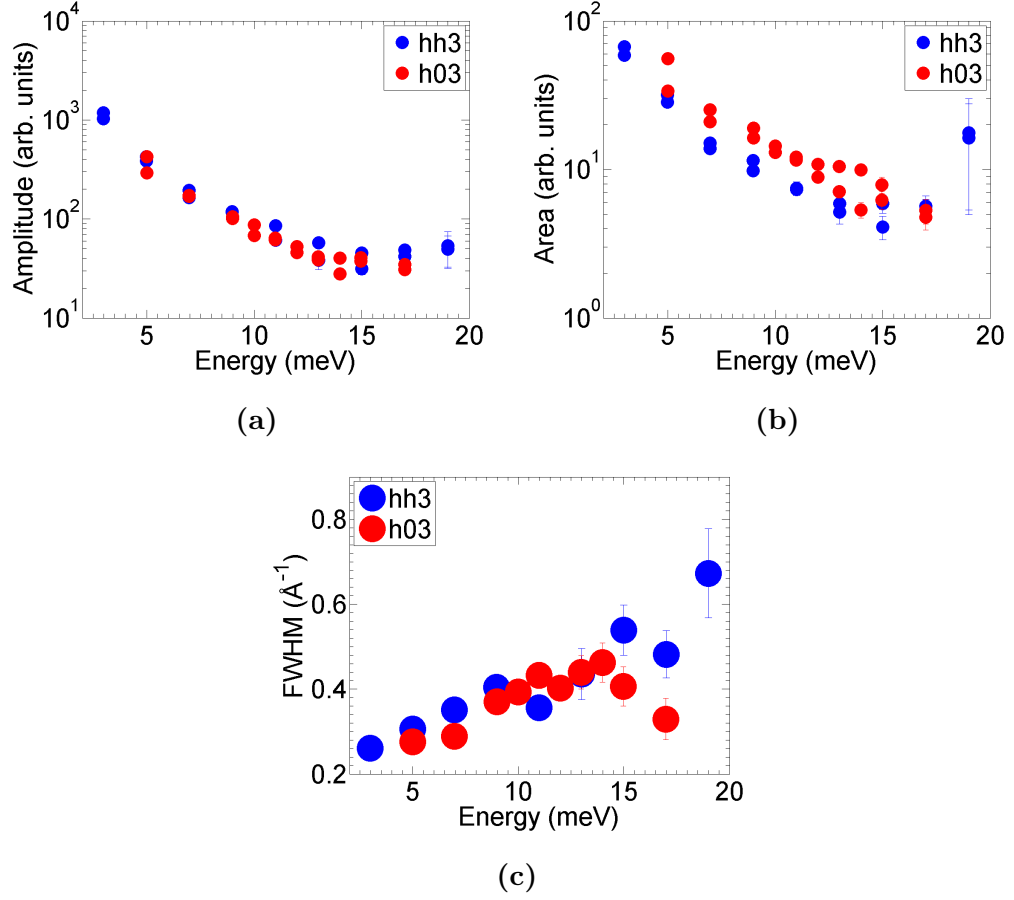 10^4
10^3
10^2
10^1
Amplitude (arb. units)
hh3
h03
5 10 15 20
Energy (meV)
(a)
10^2
10^1
10^0
Area (arb. units)
hh3
h03
5 10 15 20
Energy (meV)
(b)
0.8
0.6
0.4
0.2
FWHM (Å^-1)
hh3
h03
5 10 15 20
Energy (meV)
(c)